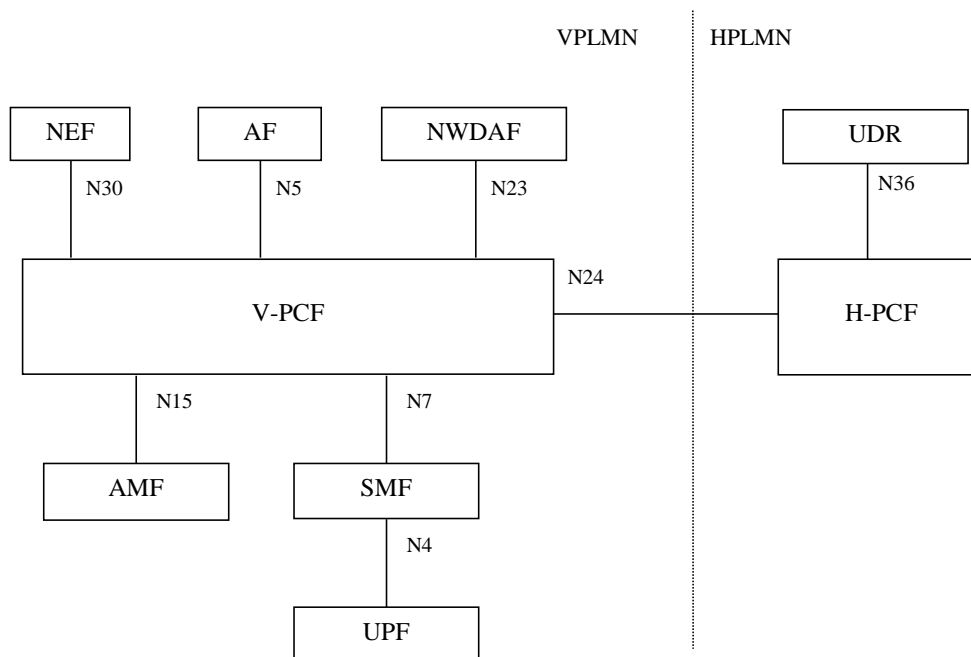 VPLMN
HPLMN
NEF
AF
NWDAF
UDR
N30
N5
N23
N36
N24
V-PCF
H-PCF
N15
N7
AMF
SMF
N4
UPF